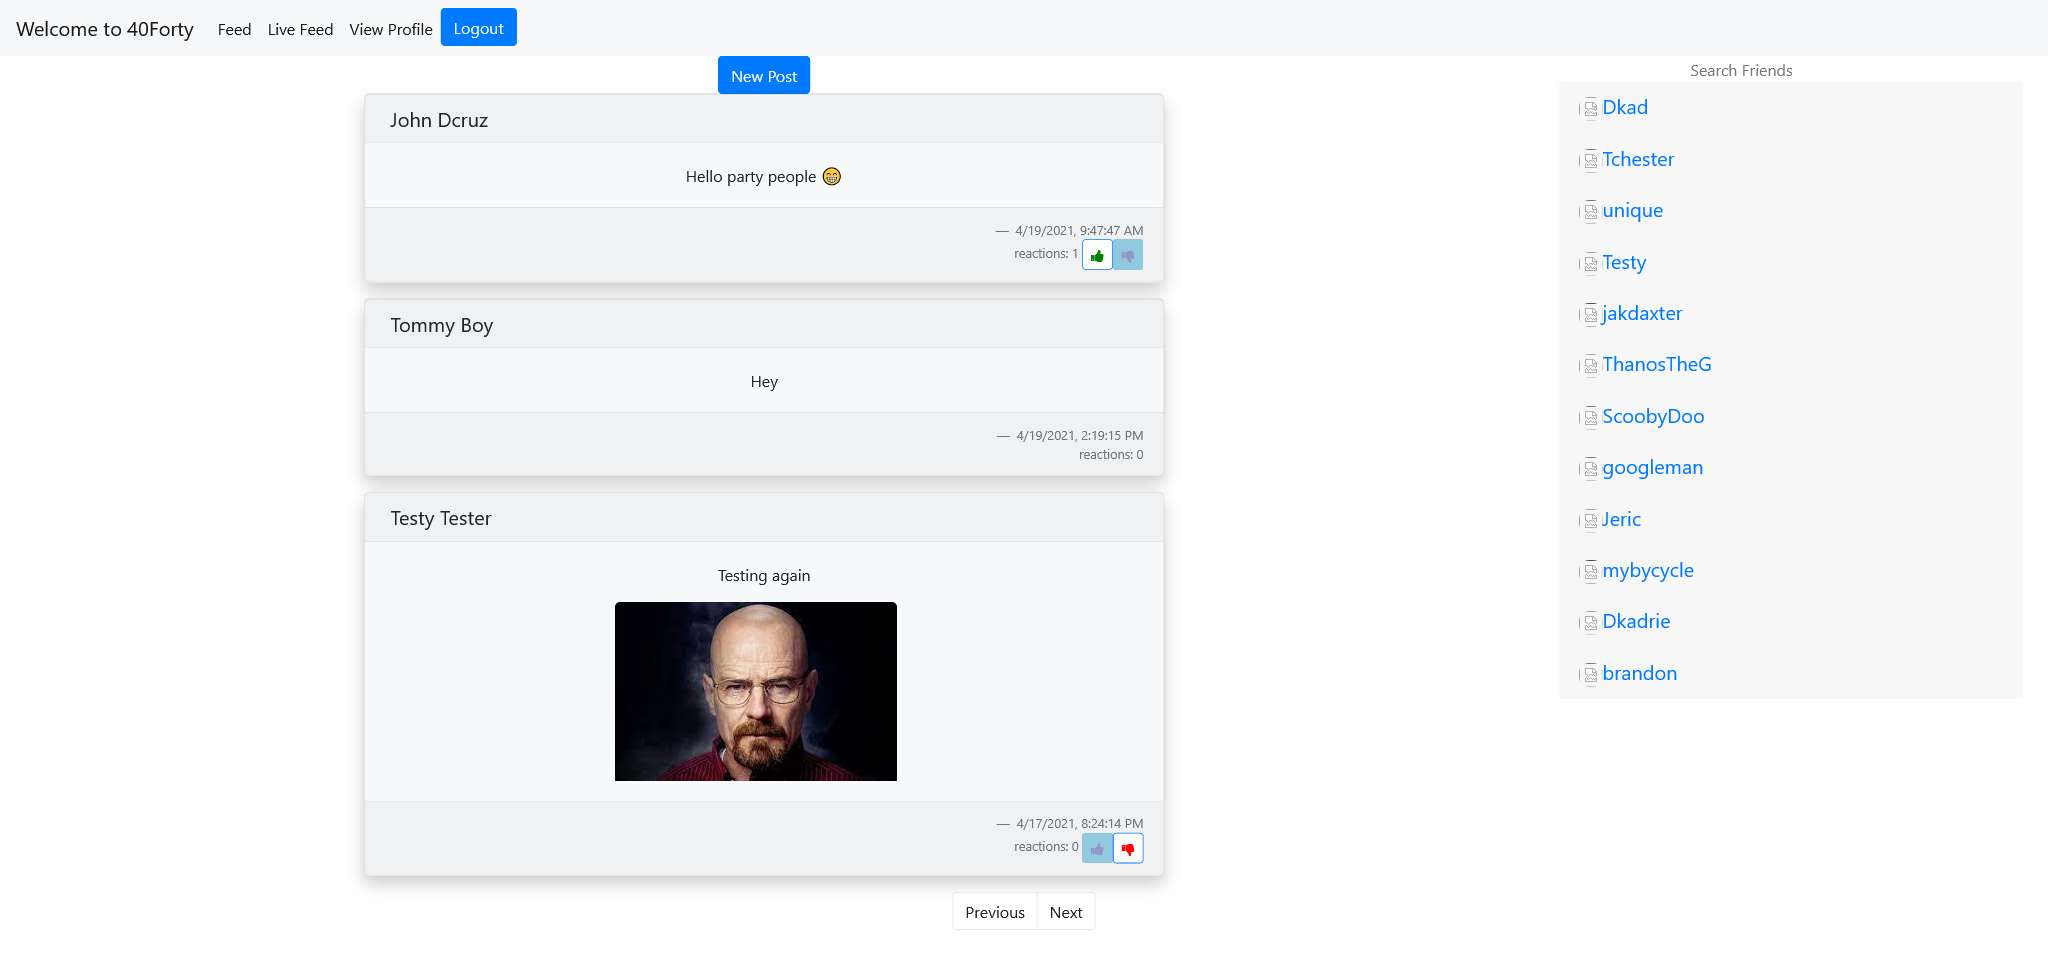 Welcome to 40Forty Feed Live Feed View Profile Logout
New Post
John Dcruz
Hello party people 😁
— 4/19/2021, 9:47:47 AM
reactions: 1
Tommy Boy
Hey
— 4/19/2021, 2:19:15 PM
reactions: 0
Testy Tester
Testing again
— 4/17/2021, 8:24:14 PM
reactions: 0
Previous Next
Search Friends
Dkad
Tchester
unique
Testy
jakdaxter
ThanosTheG
ScoobyDoo
googleman
Jeric
mybycycle
Dkadrie
brandon